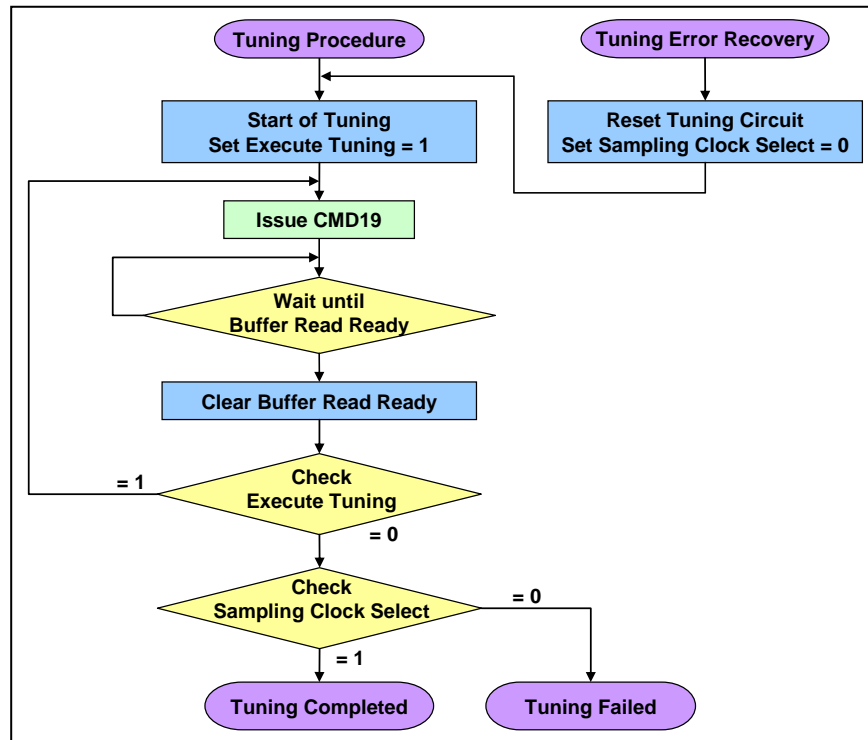 Tuning Procedure
Tuning Error Recovery
Start of Tuning
Set Execute Tuning = 1
Reset Tuning Circuit
Set Sampling Clock Select = 0
Issue CMD19
Wait until
Buffer Read Ready
Clear Buffer Read Ready
Check
Execute Tuning
= 1
= 0
Check
Sampling Clock Select
= 0
= 1
Tuning Completed
Tuning Failed